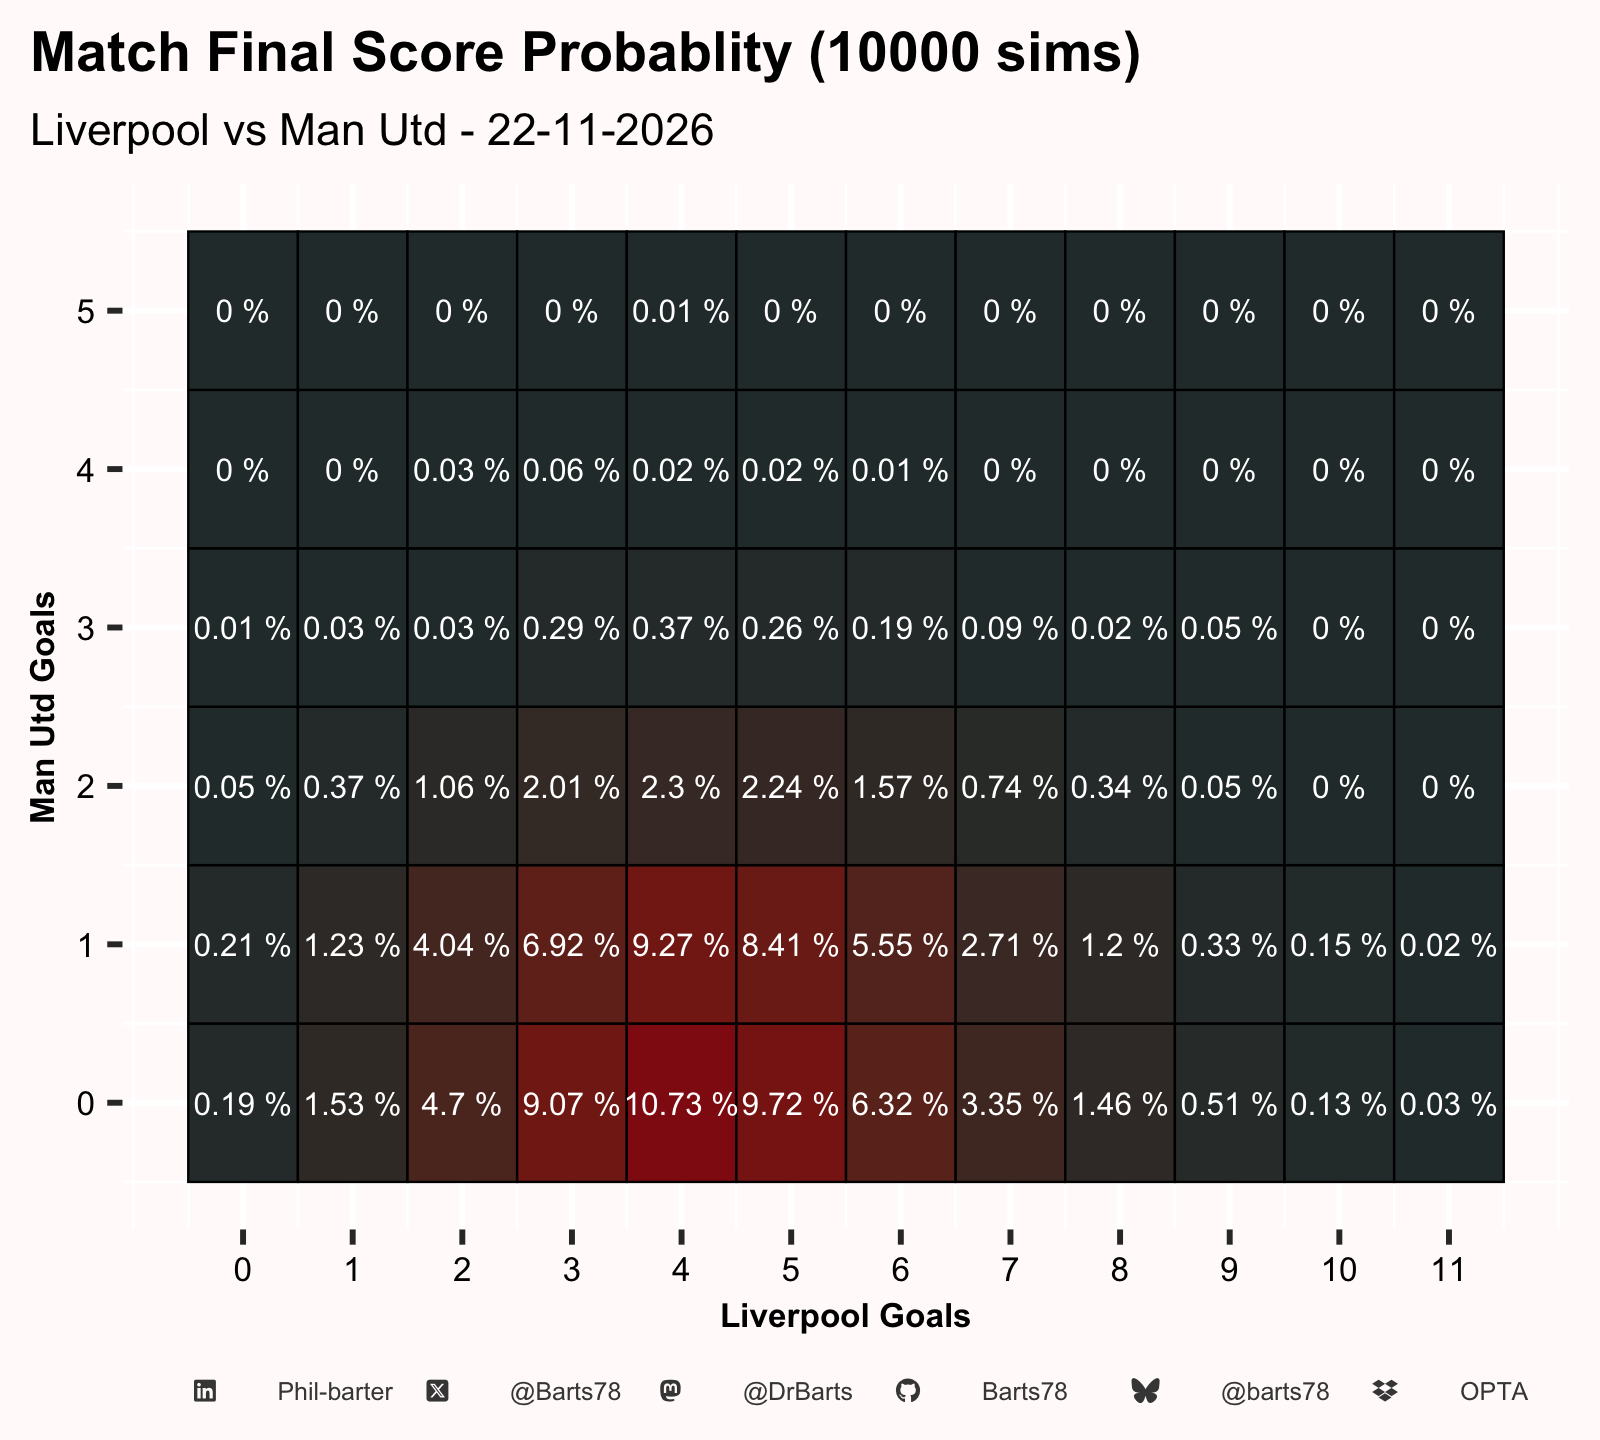 Match Final Score Probablity (10000 sims)
Liverpool vs Man Utd - 22-11-2026
Man Utd Goals
5 0 % 0 % 0 % 0 % 0.01 % 0 % 0 % 0 % 0 % 0 % 0 % 0 %
4 0 % 0 % 0.03 % 0.06 % 0.02 % 0.02 % 0.01 % 0 % 0 % 0 % 0 % 0 %
3 0.01 % 0.03 % 0.03 % 0.29 % 0.37 % 0.26 % 0.19 % 0.09 % 0.02 % 0.05 % 0 % 0 %
2 0.05 % 0.37 % 1.06 % 2.01 % 2.3 % 2.24 % 1.57 % 0.74 % 0.34 % 0.05 % 0 % 0 %
1 0.21 % 1.23 % 4.04 % 6.92 % 9.27 % 8.41 % 5.55 % 2.71 % 1.2 % 0.33 % 0.15 % 0.02 %
0 0.19 % 1.53 % 4.7 % 9.07 % 10.73 % 9.72 % 6.32 % 3.35 % 1.46 % 0.51 % 0.13 % 0.03 %
0 1 2 3 4 5 6 7 8 9 10 11
Liverpool Goals
Phil-barter @Barts78 @DrBarts Barts78 @barts78 OPTA